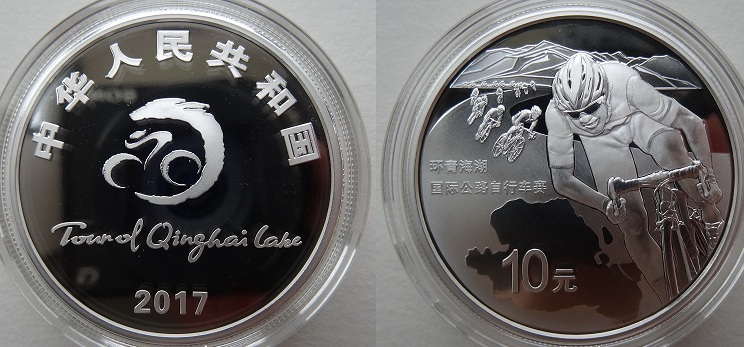 中华人民共和国
Tour of Qinghai Lake
2017
环青海湖
国际公路自行车赛
10元